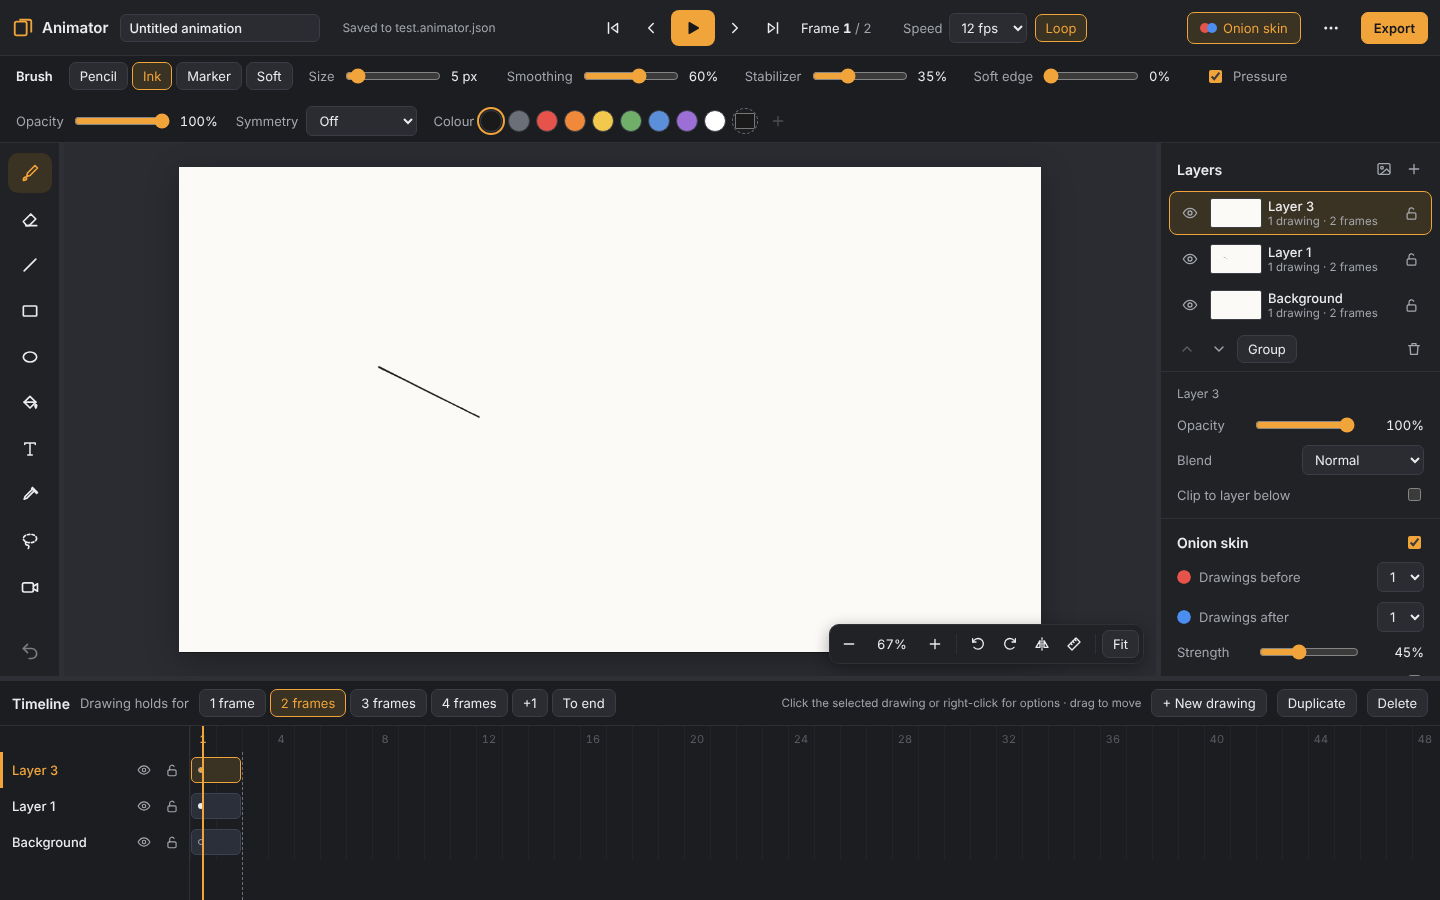 Animator Untitled animation Saved to test.animator.json Frame 1 / 2 Speed 12 fps Loop Onion skin Export
Brush Pencil Ink Marker Soft Size 5 px Smoothing 60% Stabilizer 35% Soft edge 0% Pressure
Opacity 100% Symmetry Off Colour
Layers
Layer 3
1 drawing · 2 frames
Layer 1
1 drawing · 2 frames
Background
1 drawing · 2 frames
Group
Layer 3
Opacity 100%
Blend Normal
Clip to layer below
Onion skin
Drawings before 1
Drawings after 1
Strength 45%
67% Fit
Timeline Drawing holds for 1 frame 2 frames 3 frames 4 frames +1 To end Click the selected drawing or right-click for options · drag to move + New drawing Duplicate Delete
1 4 8 12 16 20 24 28 32 36 40 44 48
Layer 3
Layer 1
Background